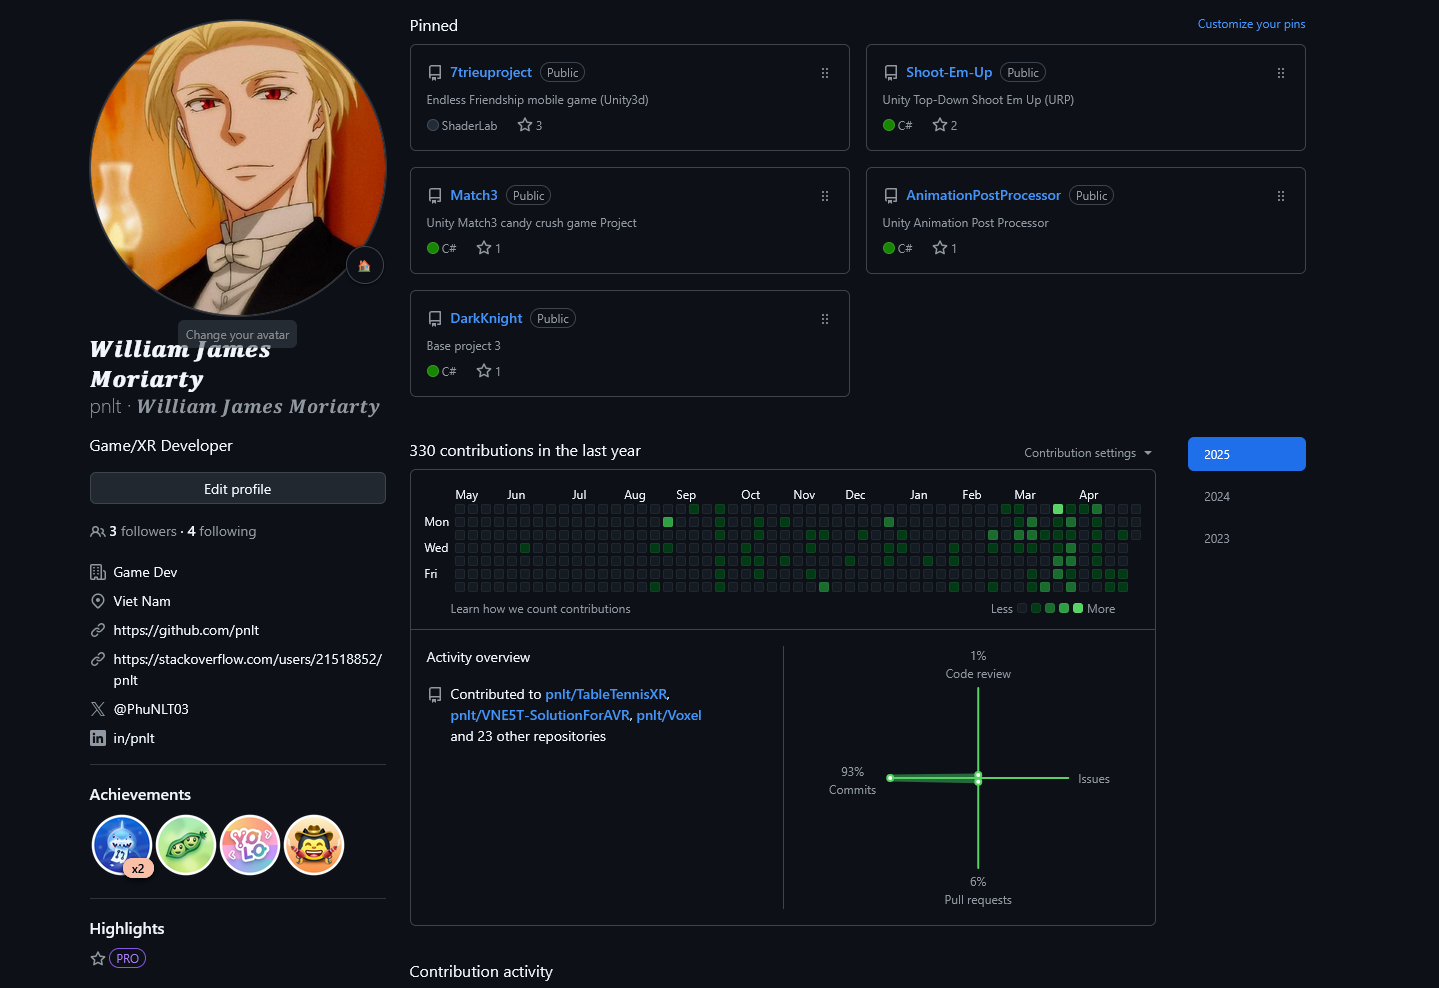 Change your avatar
William James
Moriarty
pnlt · William James Moriarty
Game/XR Developer
Edit profile
3 followers · 4 following
Game Dev
Viet Nam
https://github.com/pnlt
https://stackoverflow.com/users/21518852/
pnlt
@PhuNLT03
in/pnlt
Achievements
x2
YOLO
Highlights
PRO
Pinned
Customize your pins
7trieuproject Public
Endless Friendship mobile game (Unity3d)
ShaderLab 3
Shoot-Em-Up Public
Unity Top-Down Shoot Em Up (URP)
C# 2
Match3 Public
Unity Match3 candy crush game Project
C# 1
AnimationPostProcessor Public
Unity Animation Post Processor
C# 1
DarkKnight Public
Base project 3
C# 1
330 contributions in the last year
Contribution settings
May Jun Jul Aug Sep Oct Nov Dec Jan Feb Mar Apr
Mon
Wed
Fri
Learn how we count contributions
Less More
2025
2024
2023
Activity overview
Contributed to pnlt/TableTennisXR,
pnlt/VNE5T-SolutionForAVR, pnlt/Voxel
and 23 other repositories
1%
Code review
93%
Commits
Issues
6%
Pull requests
Contribution activity